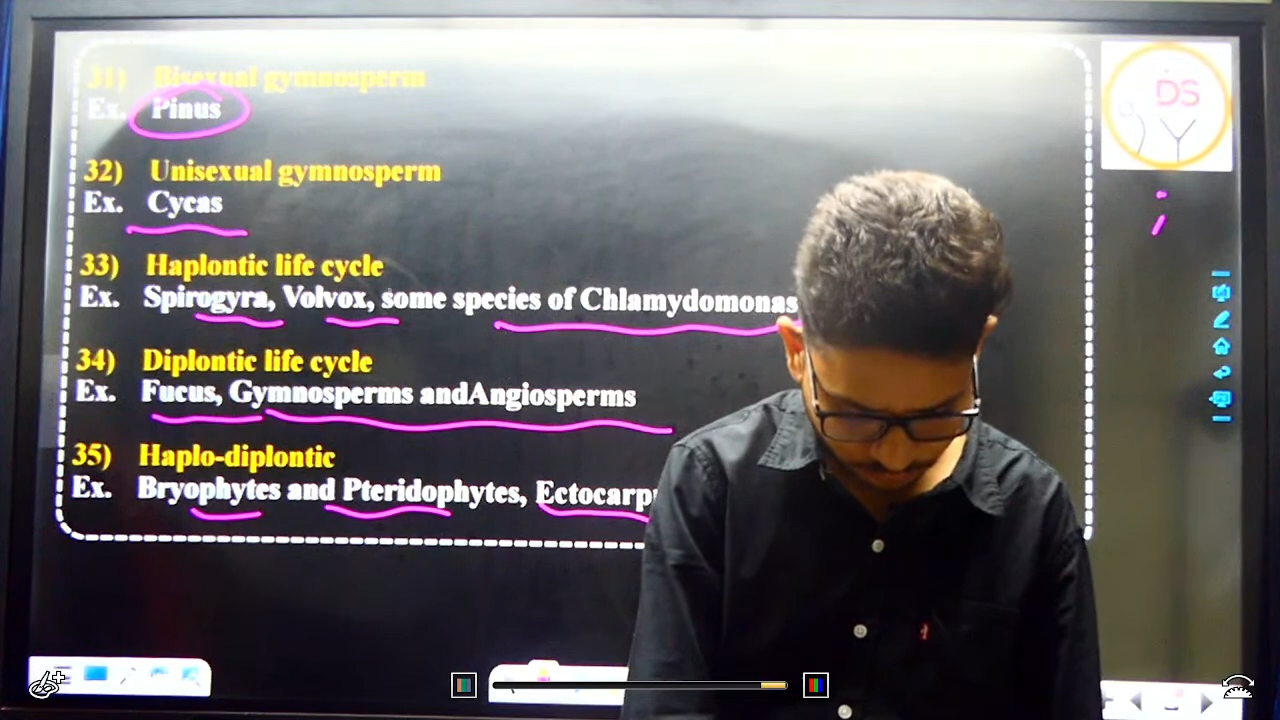 31) Bisexual gymnosperm
Ex. Pinus
32) Unisexual gymnosperm
Ex. Cycas
33) Haplontic life cycle
Ex. Spirogyra, Volvox, some species of Chlamydomonas
34) Diplontic life cycle
Ex. Fucus, Gymnosperms andAngiosperms
35) Haplo-diplontic
Ex. Bryophytes and Pteridophytes, Ectocarp
DS